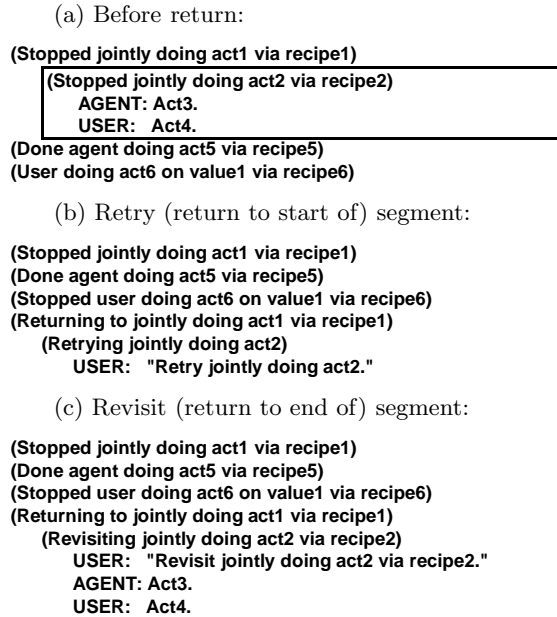 (a) Before return:
(Stopped jointly doing act1 via recipe1)
(Stopped jointly doing act2 via recipe2)
AGENT: Act3.
USER: Act4.
(Done agent doing act5 via recipe5)
(User doing act6 on value1 via recipe6)
(b) Retry (return to start of) segment:
(Stopped jointly doing act1 via recipe1)
(Done agent doing act5 via recipe5)
(Stopped user doing act6 on value1 via recipe6)
(Returning to jointly doing act1 via recipe1)
(Retrying jointly doing act2)
USER: "Retry jointly doing act2."
(c) Revisit (return to end of) segment:
(Stopped jointly doing act1 via recipe1)
(Done agent doing act5 via recipe5)
(Stopped user doing act6 on value1 via recipe6)
(Returning to jointly doing act1 via recipe1)
(Revisiting jointly doing act2 via recipe2)
USER: "Revisit jointly doing act2 via recipe2."
AGENT: Act3.
USER: Act4.